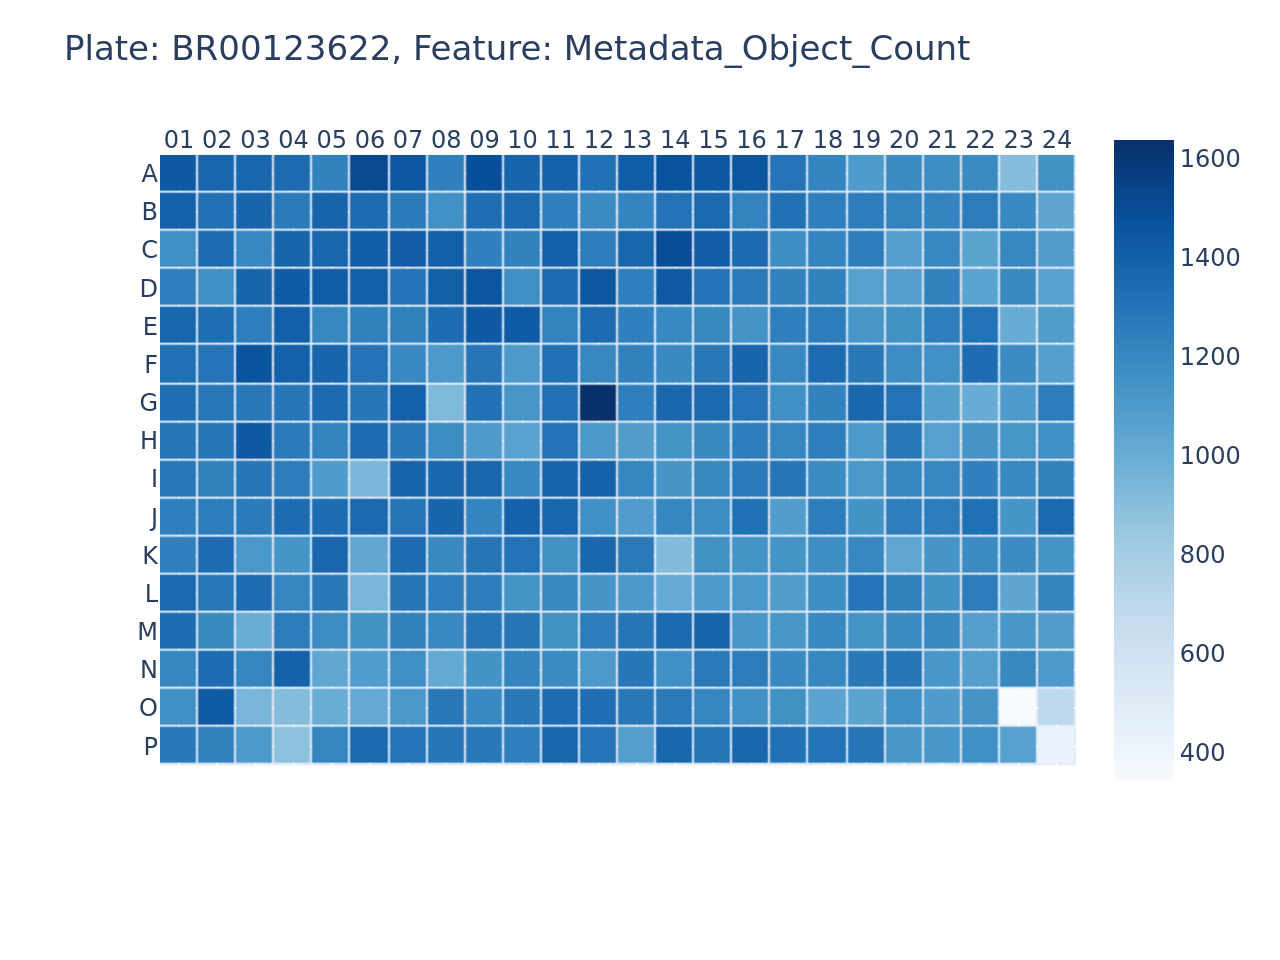 Plate: BR00123622, Feature: Metadata_Object_Count
01 02 03 04 05 06 07 08 09 10 11 12 13 14 15 16 17 18 19 20 21 22 23 24
A
B
C
D
E
F
G
H
I
J
K
L
M
N
O
P
1600
1400
1200
1000
800
600
400